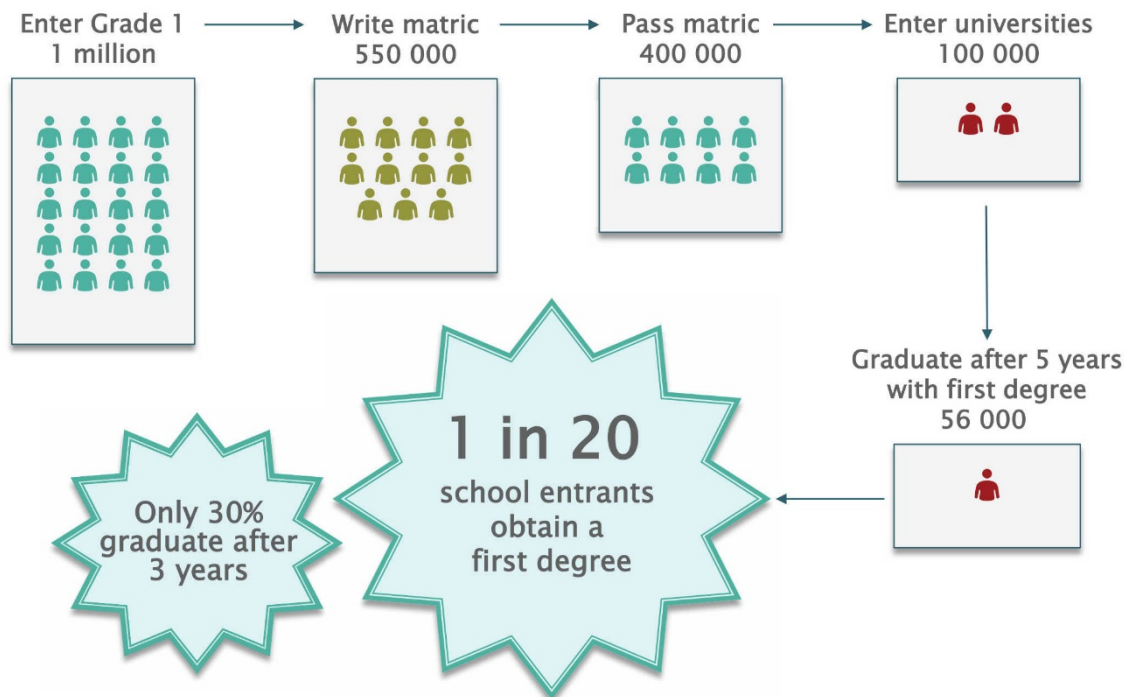 Enter Grade 1
1 million
Write matric
550 000
Pass matric
400 000
Enter universities
100 000
Graduate after 5 years
with first degree
56 000
1 in 20
school entrants
obtain a
first degree
Only 30%
graduate after
3 years